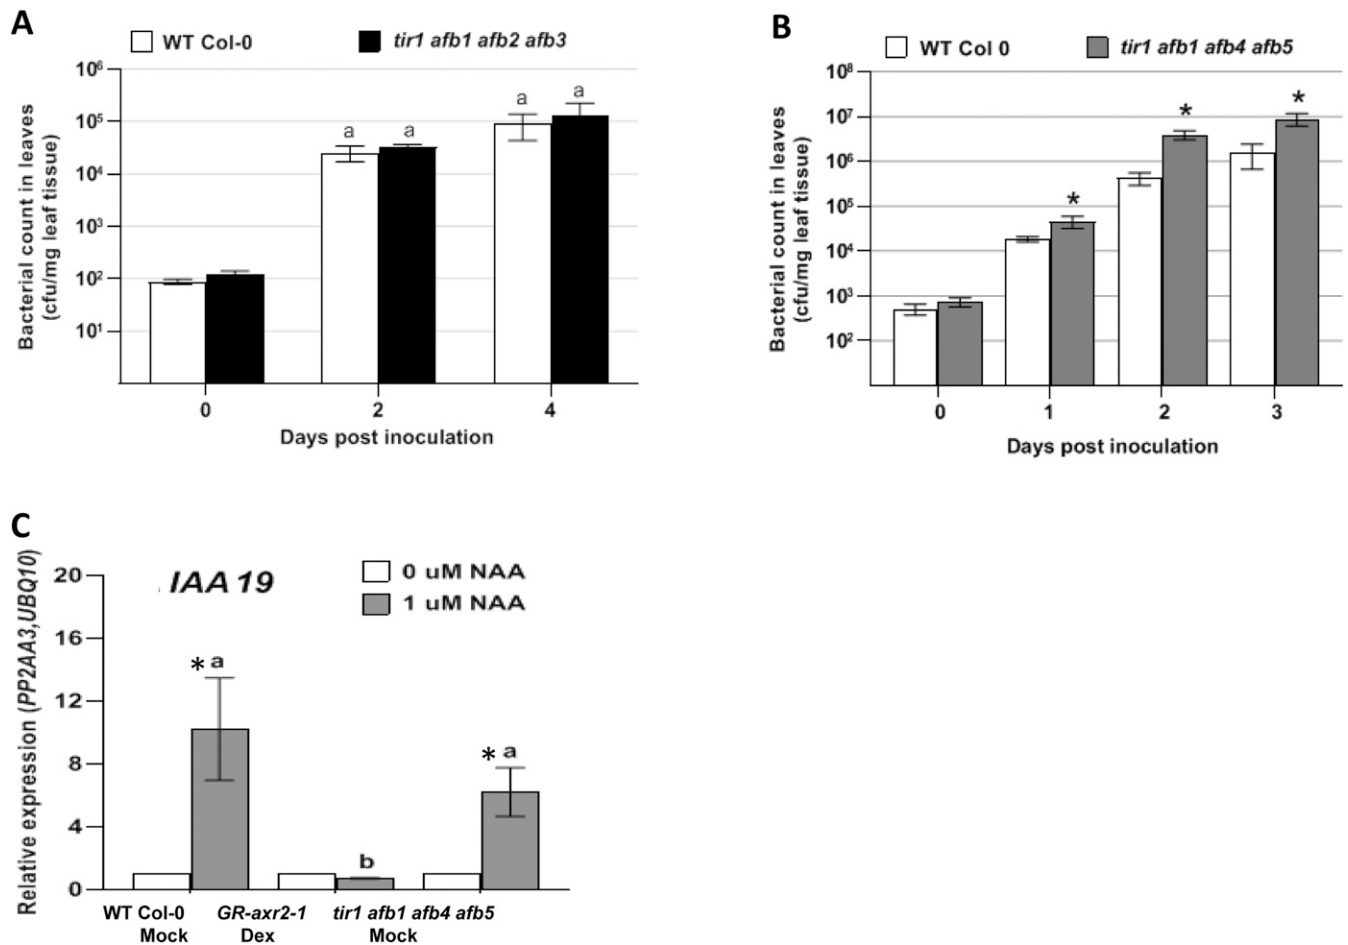 A
WT Col-0
tir1 afb1 afb2 afb3
Bacterial count in leaves
(cfu/mg leaf tissue)
10⁶
10⁵
10⁴
10³
10²
10¹
a
a
a
a
0
2
4
Days post inoculation
B
WT Col 0
tir1 afb1 afb4 afb5
Bacterial count in leaves
(cfu/mg leaf tissue)
10⁸
10⁷
10⁶
10⁵
10⁴
10³
10²
*
*
*
0
1
2
3
Days post inoculation
C
IAA19
0 uM NAA
1 uM NAA
Relative expression (PP2AA3,UBQ10)
20
16
12
8
4
0
* a
b
* a
WT Col-0 GR-axr2-1 tir1 afb1 afb4 afb5
Mock Dex Mock